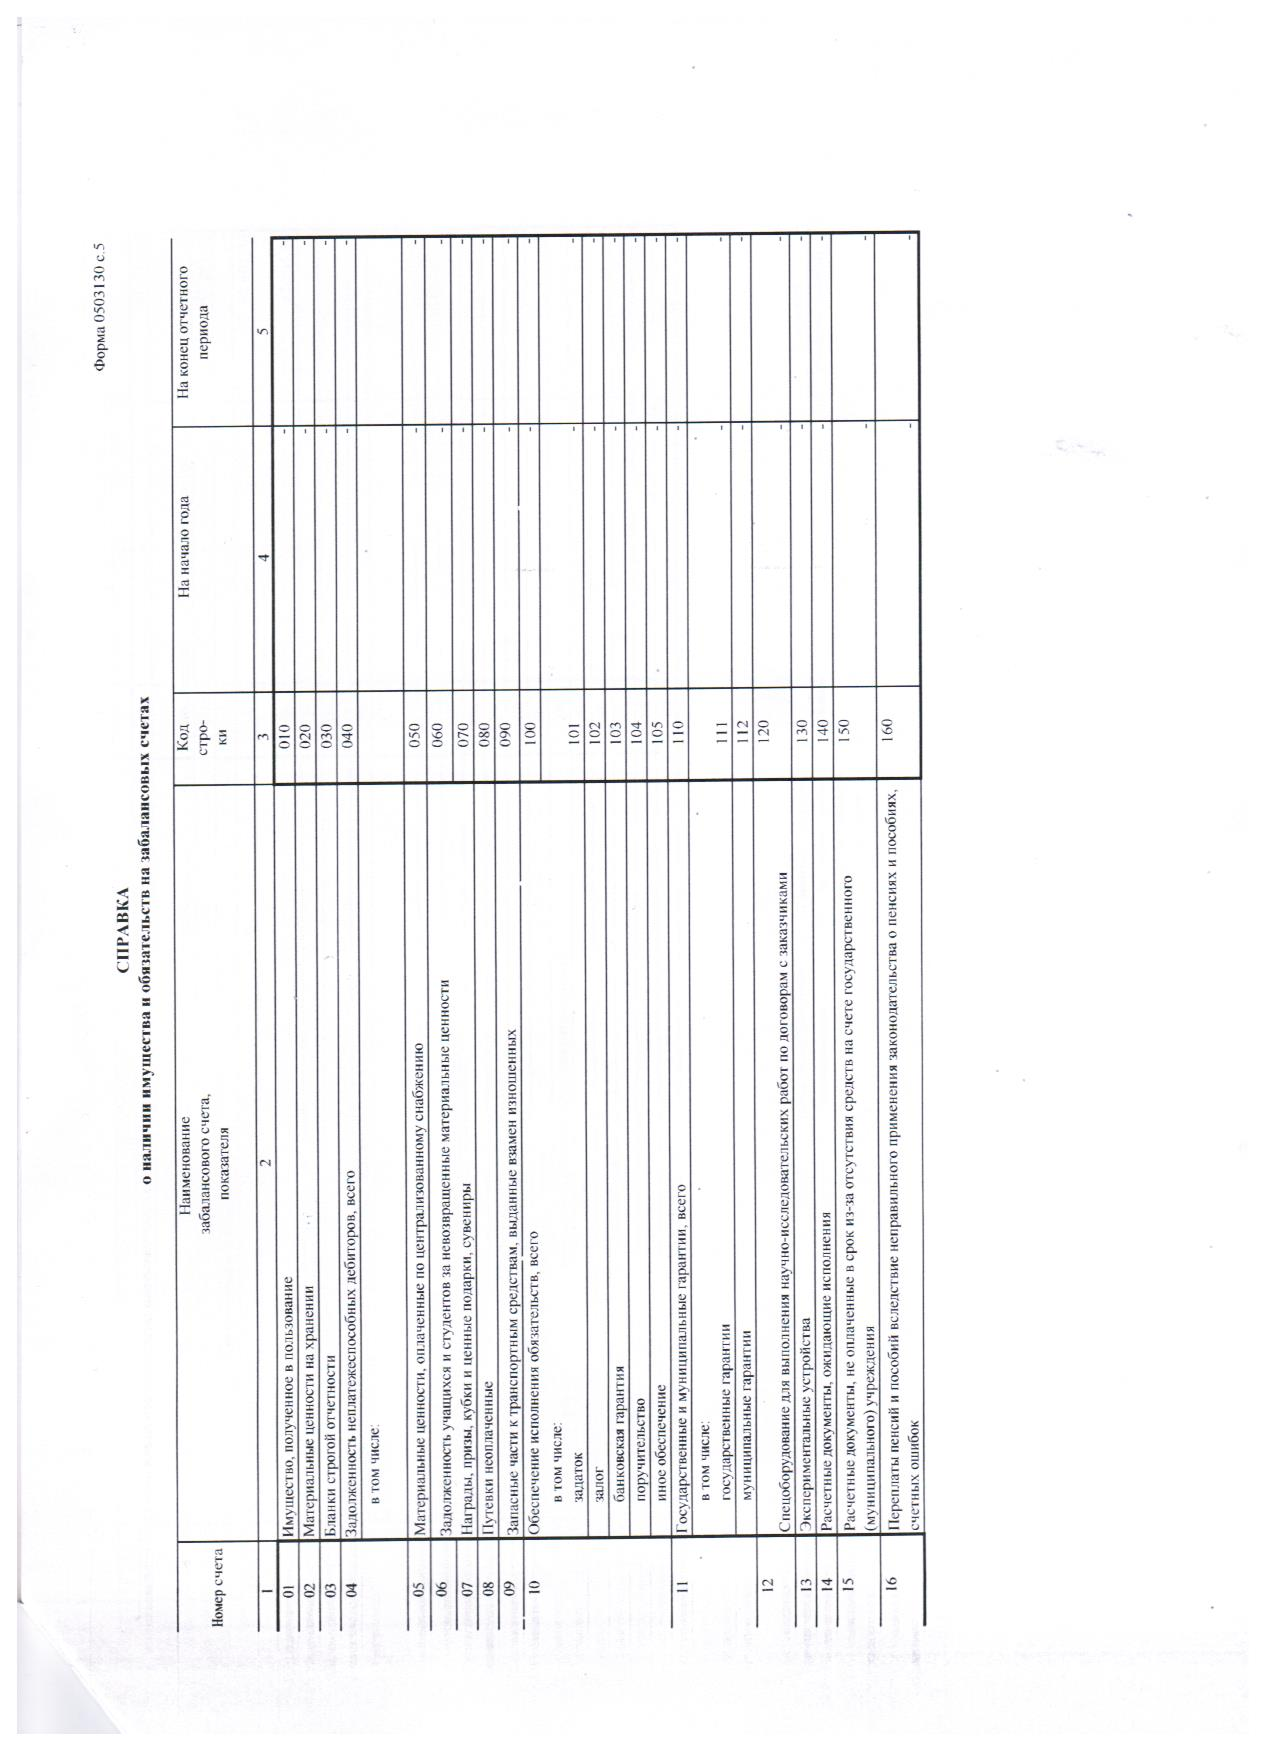 Форма 0503130 с.5
СПРАВКА
о наличии имущества и обязательств на забалансовых счетах
Номер счета
Наименование
забалансового счета,
показателя
Код
стро-
ки
На начало года
На конец отчетного
периода
1 2 3 4 5
01 Имущество, полученное в пользование 010 - -
02 Материальные ценности на хранении 020 - -
03 Бланки строгой отчетности 030 - -
04 Задолженность неплатежеспособных дебиторов, всего 040 - -
в том числе:
05 Материальные ценности, оплаченные по централизованному снабжению 050 - -
06 Задолженность учащихся и студентов за невозвращенные материальные ценности 060 - -
07 Награды, призы, кубки и ценные подарки, сувениры 070 - -
08 Путевки неоплаченные 080 - -
09 Запасные части к транспортным средствам, выданные взамен изношенных 090 - -
10 Обеспечение исполнения обязательств, всего 100 - -
в том числе:
задаток 101 - -
залог 102 - -
банковская гарантия 103 - -
поручительство 104 - -
иное обеспечение 105 - -
11 Государственные и муниципальные гарантии, всего 110 - -
в том числе:
государственные гарантии 111 - -
муниципальные гарантии 112 - -
12 Спецоборудование для выполнения научно-исследовательских работ по договорам с заказчиками 120 - -
13 Экспериментальные устройства 130 - -
14 Расчетные документы, ожидающие исполнения 140 - -
15 Расчетные документы, не оплаченные в срок из-за отсутствия средств на счете государственного 150 - -
(муниципального) учреждения
16 Переплаты пенсий и пособий вследствие неправильного применения законодательства о пенсиях и пособиях, 160 - -
счетных ошибок